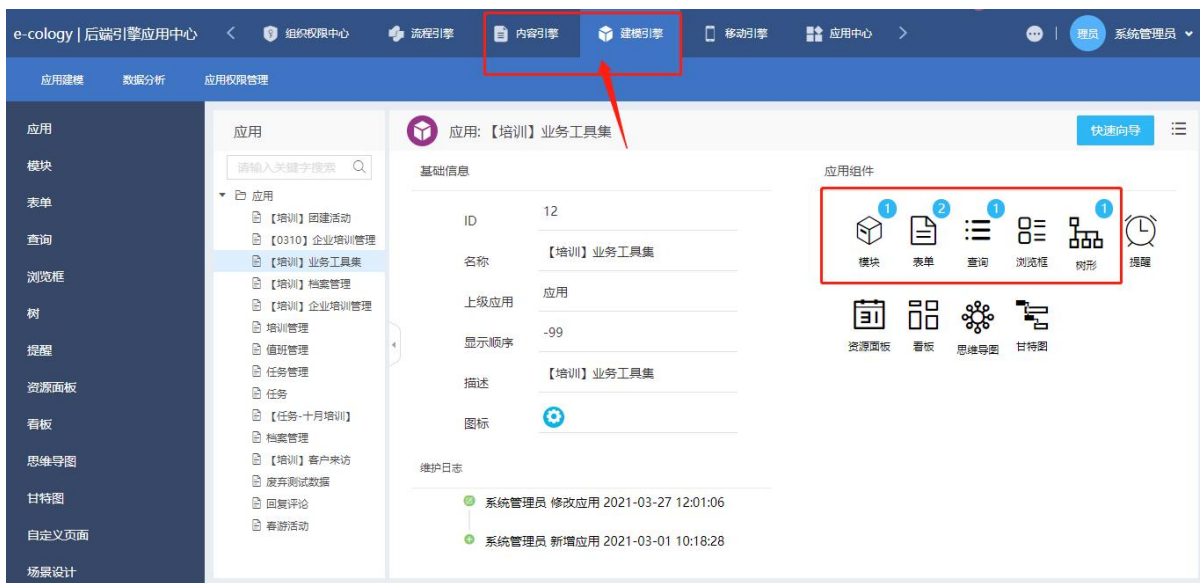 e-cology | 后端引擎应用中心 组织权限中心 流程引擎 内容引擎 建模引擎 移动引擎 应用中心 理员 系统管理员
应用建模 数据分析 应用权限管理
应用
模块
表单
查询
浏览框
树
提醒
资源面板
看板
思维导图
甘特图
自定义页面
场景设计
应用
请输入关键字搜索
应用
【培训】团建活动
【0310】企业培训管理
【培训】业务工具集
【培训】档案管理
【培训】企业培训管理
培训管理
值班管理
任务管理
任务
【任务-十月培训】
档案管理
【培训】客户来访
废弃测试数据
回复评论
春游活动
应用:【培训】业务工具集 快速向导
基础信息
ID 12
名称 【培训】业务工具集
上级应用 应用
显示顺序 -99
描述 【培训】业务工具集
图标
维护日志
系统管理员 修改应用 2021-03-27 12:01:06
系统管理员 新增应用 2021-03-01 10:18:28
应用组件
1 2 1 1
模块 表单 查询 浏览框 树形 提醒
31
资源面板 看板 思维导图 甘特图